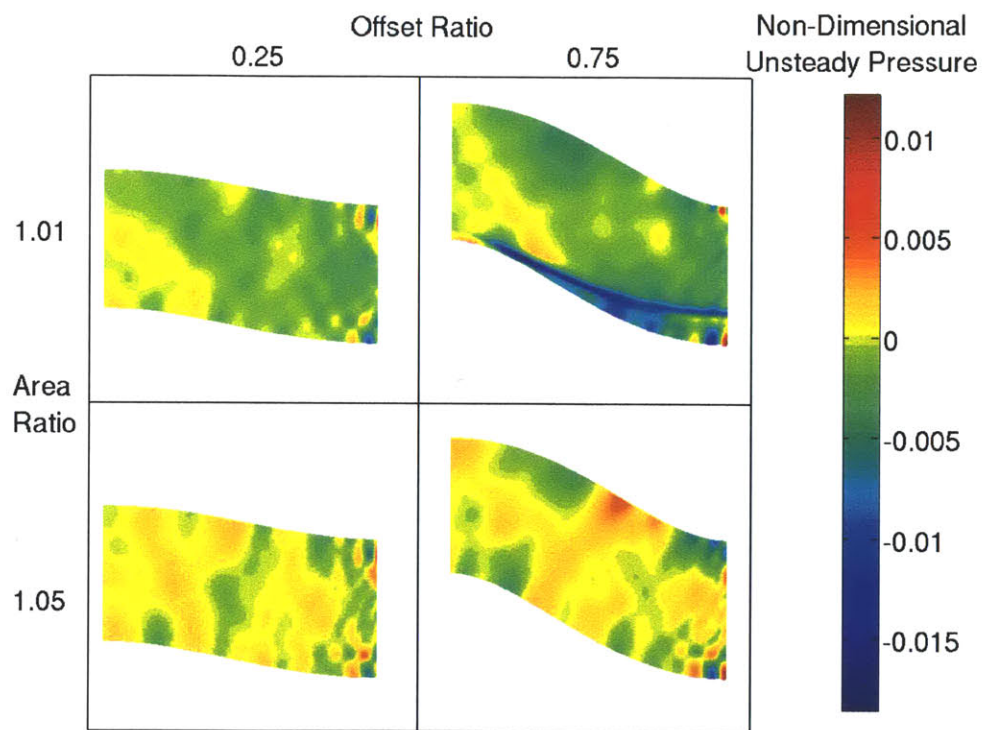 Offset Ratio
0.25 0.75
Non-Dimensional
Unsteady Pressure
1.01
Area
Ratio
1.05
0.01
0.005
0
-0.005
-0.01
-0.015